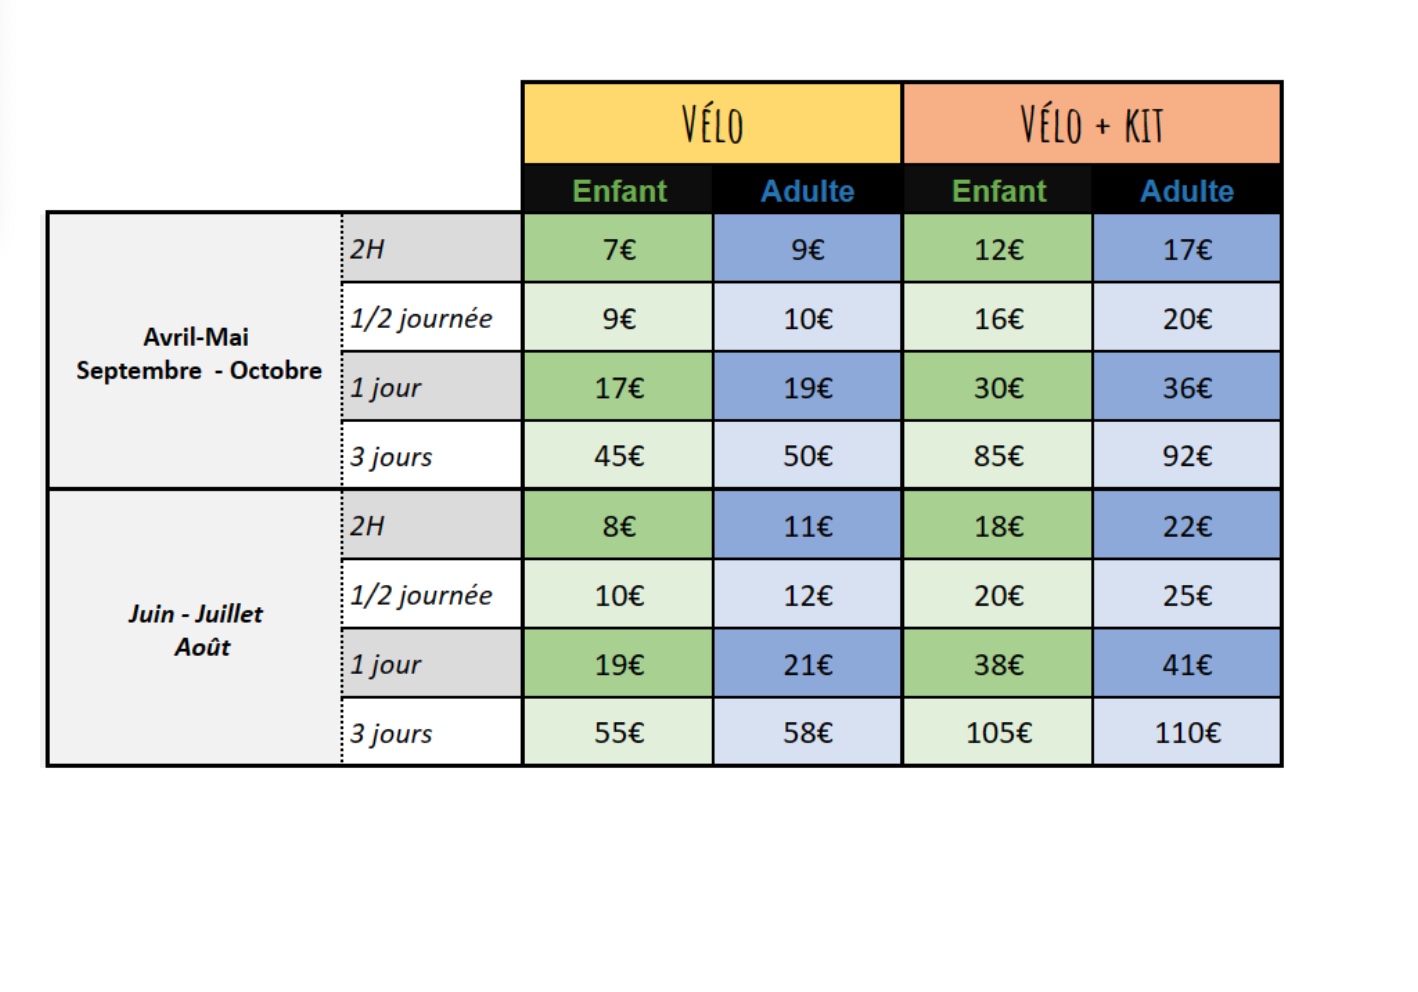 VÉLO VÉLO + KIT
Enfant Adulte Enfant Adulte
Avril-Mai
Septembre - Octobre
2H 7€ 9€ 12€ 17€
1/2 journée 9€ 10€ 16€ 20€
1 jour 17€ 19€ 30€ 36€
3 jours 45€ 50€ 85€ 92€
Juin - Juillet
Août
2H 8€ 11€ 18€ 22€
1/2 journée 10€ 12€ 20€ 25€
1 jour 19€ 21€ 38€ 41€
3 jours 55€ 58€ 105€ 110€